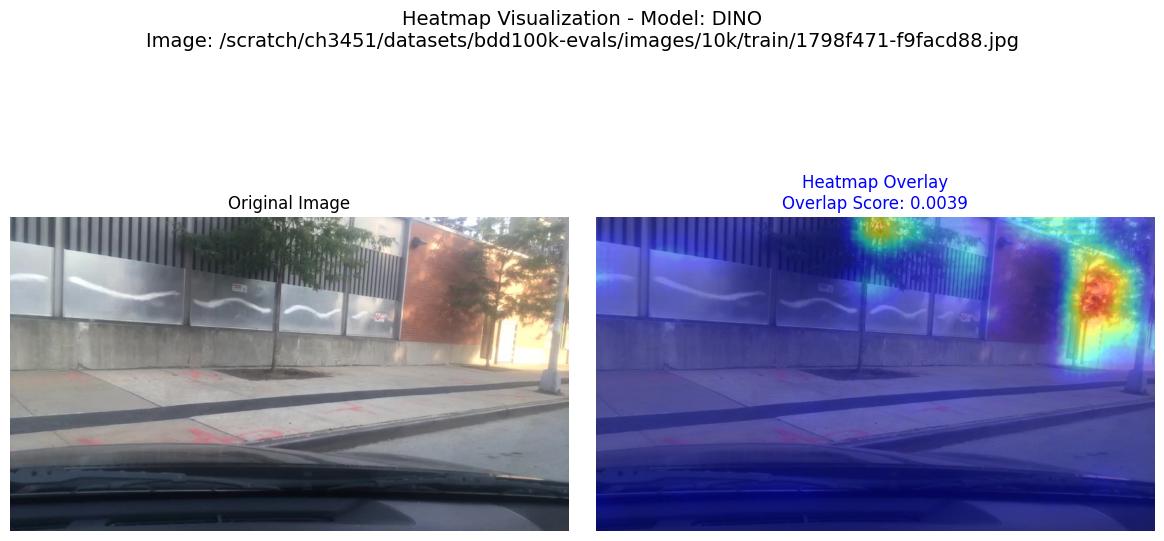 Heatmap Visualization - Model: DINO
Image: /scratch/ch3451/datasets/bdd100k-evals/images/10k/train/1798f471-f9facd88.jpg
Original Image
Heatmap Overlay
Overlap Score: 0.0039